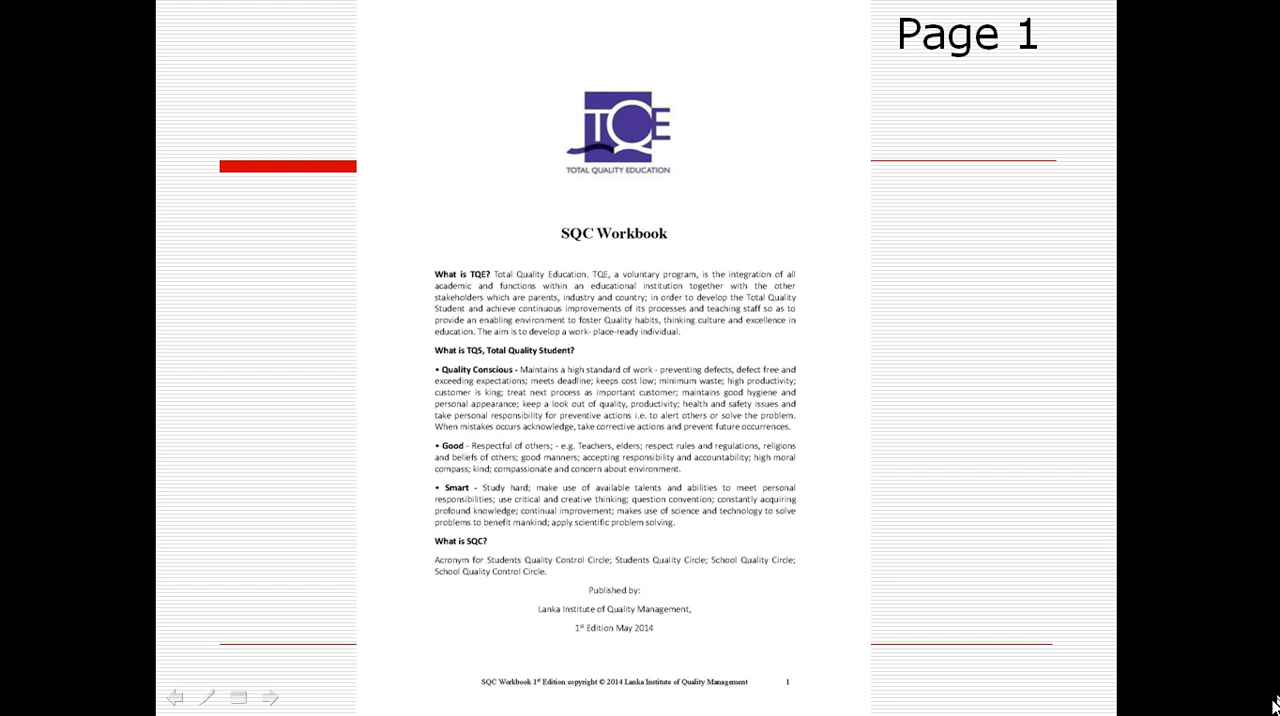 Page 1
TQE
TOTAL QUALITY EDUCATION
SQC Workbook
What is TQE? Total Quality Education. TQE, a voluntary program, is the integration of all
academic and functions within an educational institution together with the other
stakeholders which are parents, industry and country; in order to develop the Total Quality
Student and achieve continuous improvements of its processes and teaching staff so as to
provide an enabling environment to foster Quality habits, thinking culture and excellence in
education. The aim is to develop a work- place-ready individual.
What is TQS, Total Quality Student?
• Quality Conscious - Maintains a high standard of work - preventing defects, defect free and
exceeding expectations; meets deadline; keeps cost low; minimum waste; high productivity;
customer is king; treat next process as important customer; maintains good hygiene and
personal appearance; keep a look out of quality, productivity; health and safety issues and
take personal responsibility for preventive actions i.e. to alert others or solve the problem.
When mistakes occurs acknowledge, take corrective actions and prevent future occurrences.
• Good - Respectful of others; - e.g. Teachers, elders; respect rules and regulations, religions
and beliefs of others; good manners; accepting responsibility and accountability; high moral
compass; kind; compassionate and concern about environment.
• Smart - Study hard; make use of available talents and abilities to meet personal
responsibilities; use critical and creative thinking; question convention; constantly acquiring
profound knowledge; continual improvement; makes use of science and technology to solve
problems to benefit mankind; apply scientific problem solving.
What is SQC?
Acronym for Students Quality Control Circle; Students Quality Circle; School Quality Circle;
School Quality Control Circle.
Published by:
Lanka Institute of Quality Management,
1st Edition May 2014
SQC Workbook 1st Edition copyright © 2014 Lanka Institute of Quality Management 1